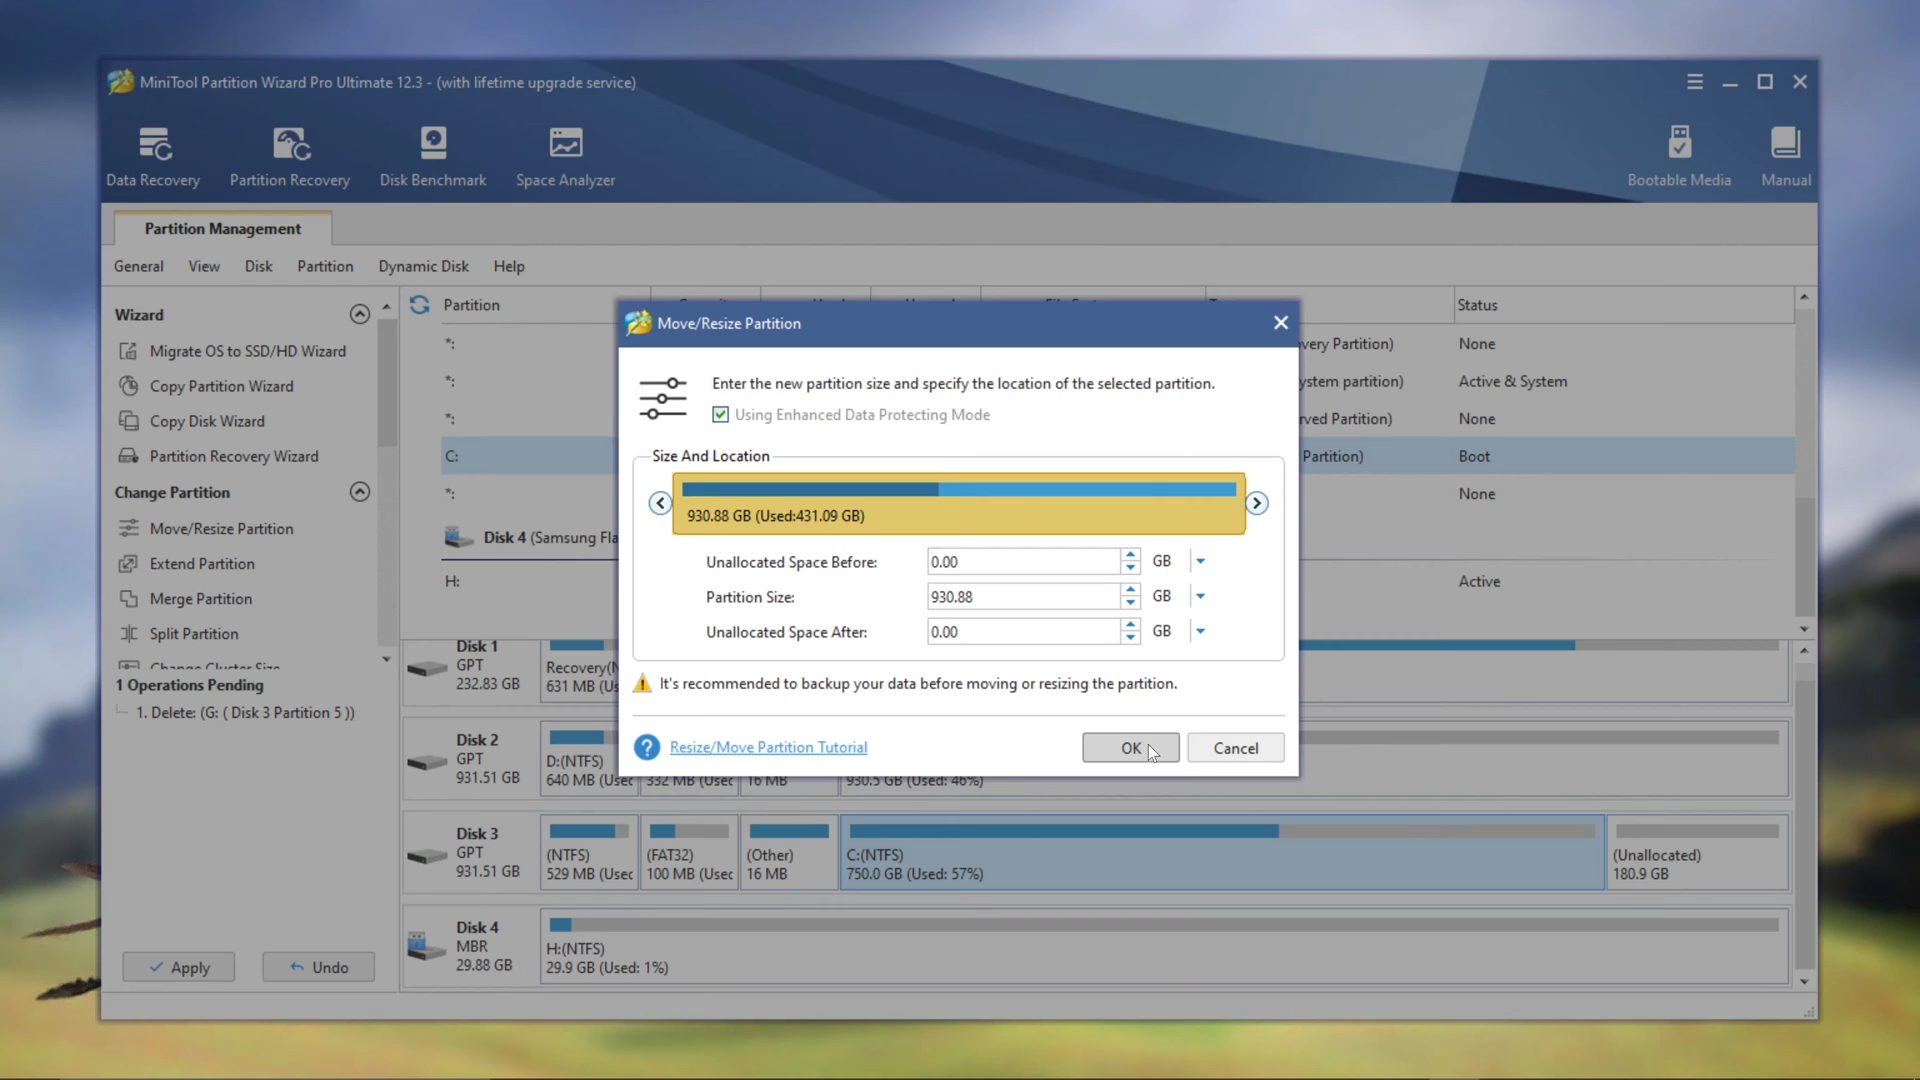 MiniTool Partition Wizard Pro Ultimate 12.3 - (with lifetime upgrade service)
Data Recovery
Partition Recovery
Disk Benchmark
Space Analyzer
Bootable Media
Manual
Partition Management
General
View
Disk
Partition
Dynamic Disk
Help
Wizard
Migrate OS to SSD/HD Wizard
Copy Partition Wizard
Copy Disk Wizard
Partition Recovery Wizard
Change Partition
Move/Resize Partition
Extend Partition
Merge Partition
Split Partition
Change Cluster Size
1 Operations Pending
1. Delete: (G: ( Disk 3 Partition 5 ))
Apply
Undo
Partition
Status
*:
very Partition)
None
*:
ystem partition)
Active & System
*:
rved Partition)
None
C:
Partition)
Boot
*:
None
Disk 4 (Samsung Fla
H:
Active
Move/Resize Partition
Enter the new partition size and specify the location of the selected partition.
Using Enhanced Data Protecting Mode
Size And Location
930.88 GB (Used:431.09 GB)
Unallocated Space Before:
0.00
GB
Partition Size:
930.88
GB
Unallocated Space After:
0.00
GB
It's recommended to backup your data before moving or resizing the partition.
Resize/Move Partition Tutorial
OK
Cancel
Disk 1
GPT
232.83 GB
Recovery(N
631 MB (Us
Disk 2
GPT
931.51 GB
D:(NTFS)
640 MB (Usec
332 MB (Usec
16 MB
930.5 GB (Used: 46%)
Disk 3
GPT
931.51 GB
(NTFS)
529 MB (Usec
(FAT32)
100 MB (Usec
(Other)
16 MB
C:(NTFS)
750.0 GB (Used: 57%)
(Unallocated)
180.9 GB
Disk 4
MBR
29.88 GB
H:(NTFS)
29.9 GB (Used: 1%)